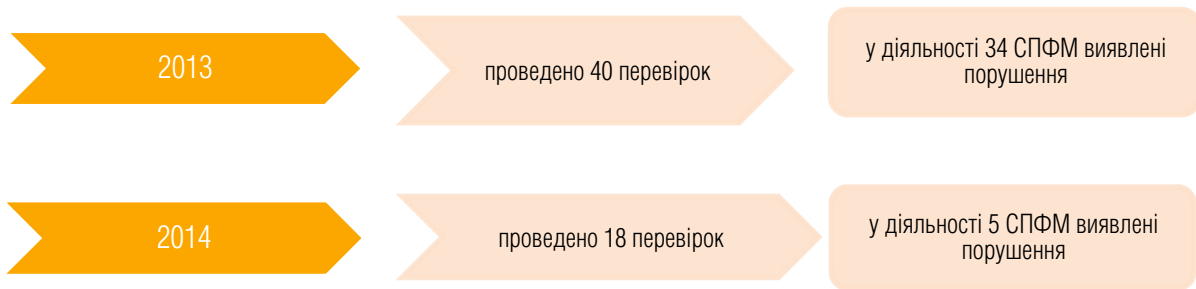 2013
проведено 40 перевірок
у діяльності 34 СПФМ виявлені
порушення
2014
проведено 18 перевірок
у діяльності 5 СПФМ виявлені
порушення